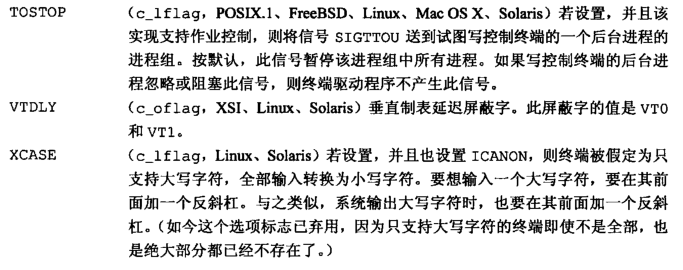 TOSTOP （c_lflag，POSIX.1、FreeBSD、Linux、Mac OS X、Solaris）若设置，并且该
实现支持作业控制，则将信号 SIGTTOU 送到试图写控制终端的一个后台进程的
进程组。按默认，此信号暂停该进程组中所有进程。如果写控制终端的后台进
程忽略或阻塞此信号，则终端驱动程序不产生此信号。
VTDLY （c_oflag，XSI、Linux、Solaris）垂直制表延迟屏蔽字。此屏蔽字的值是 VT0
和 VT1。
XCASE （c_lflag，Linux、Solaris）若设置，并且也设置 ICANON，则终端被假定为只
支持大写字符，全部输入转换为小写字符。要想输入一个大写字符，要在其前
面加一个反斜杠。与之类似，系统输出大写字符时，也要在其前面加一个反斜
杠。（如今这个选项标志已弃用，因为只支持大写字符的终端即使不是全部，也
是绝大部分都已经不存在了。）